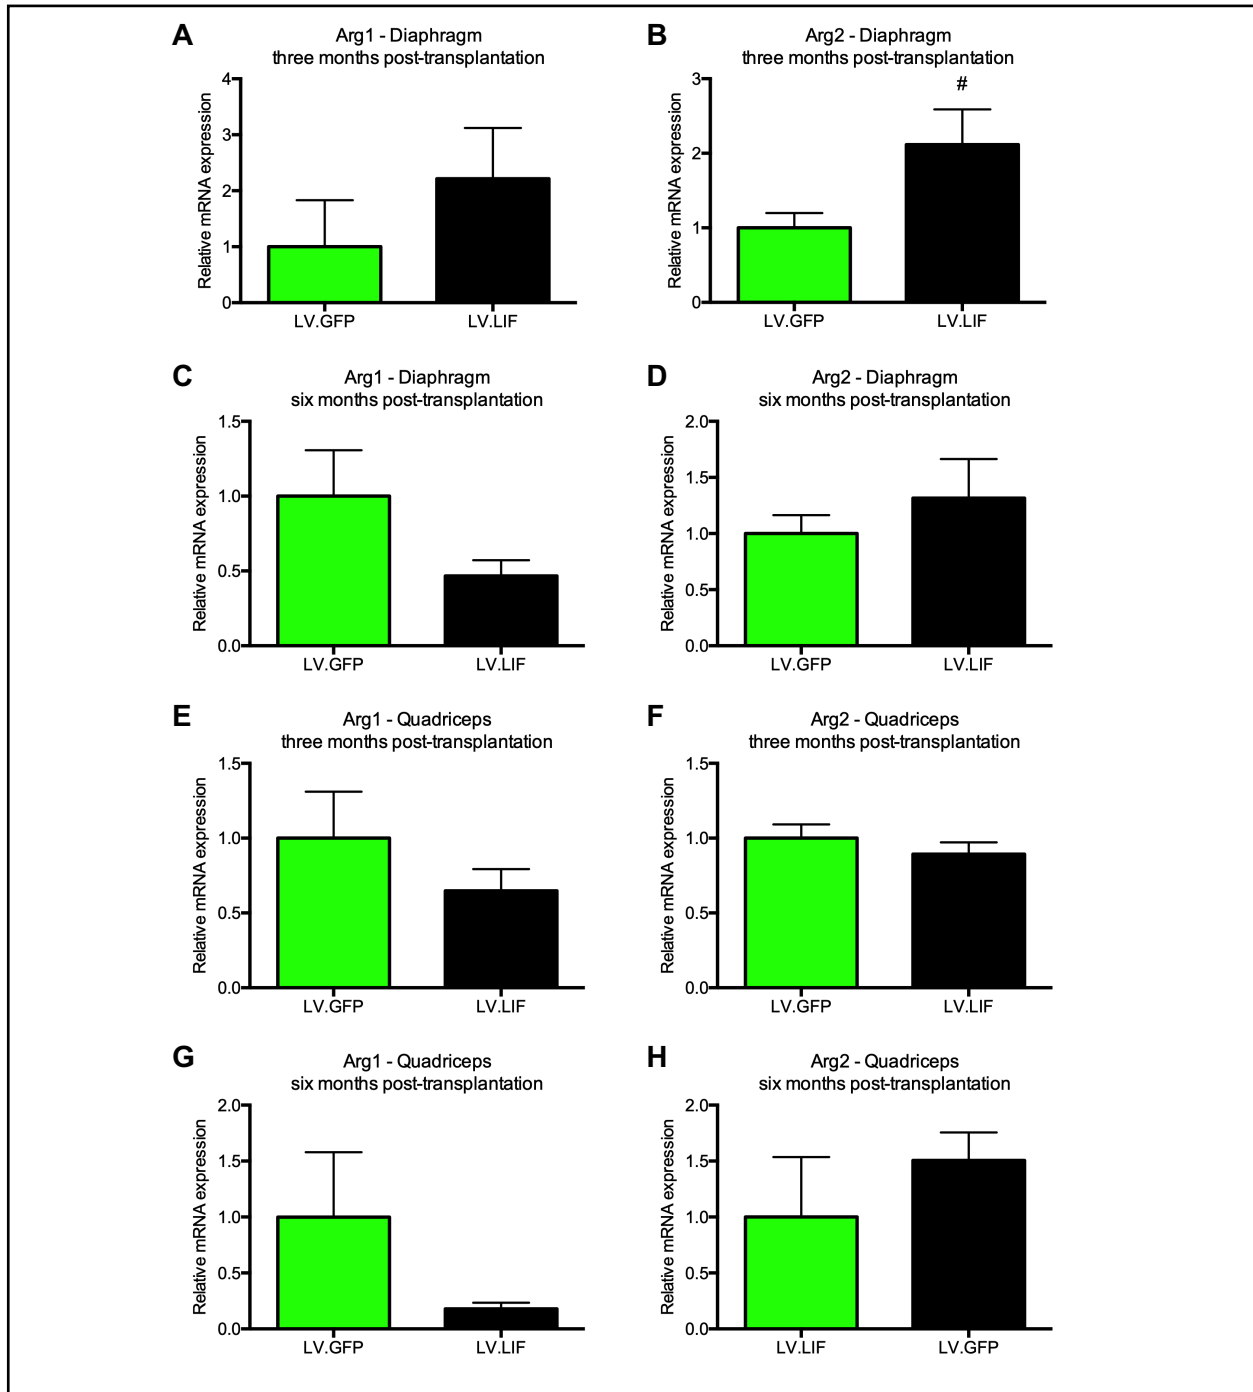 A
Arg1 - Diaphragm
three months post-transplantation
Relative mRNA expression
4
3
2
1
0
LV.GFP
LV.LIF
B
Arg2 - Diaphragm
three months post-transplantation
Relative mRNA expression
3
2
1
0
#
LV.GFP
LV.LIF
C
Arg1 - Diaphragm
six months post-transplantation
Relative mRNA expression
1.5
1.0
0.5
0.0
LV.GFP
LV.LIF
D
Arg2 - Diaphragm
six months post-transplantation
Relative mRNA expression
2.0
1.5
1.0
0.5
0.0
LV.GFP
LV.LIF
E
Arg1 - Quadriceps
three months post-transplantation
Relative mRNA expression
1.5
1.0
0.5
0.0
LV.GFP
LV.LIF
F
Arg2 - Quadriceps
three months post-transplantation
Relative mRNA expression
1.5
1.0
0.5
0.0
LV.GFP
LV.LIF
G
Arg1 - Quadriceps
six months post-transplantation
Relative mRNA expression
2.0
1.5
1.0
0.5
0.0
LV.GFP
LV.LIF
H
Arg2 - Quadriceps
six months post-transplantation
Relative mRNA expression
2.0
1.5
1.0
0.5
0.0
LV.LIF
LV.GFP